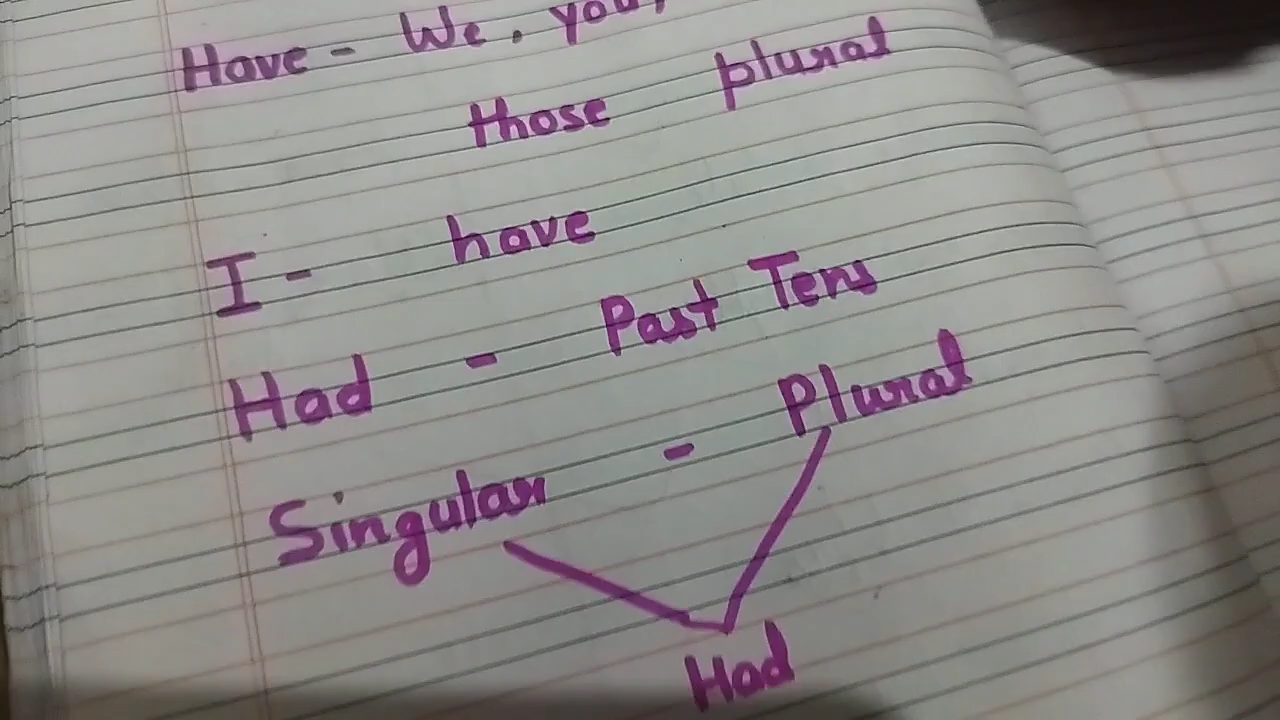 Have - We, you,
those plural
I - have
Had - Past Tens
Singular - Plural
Had